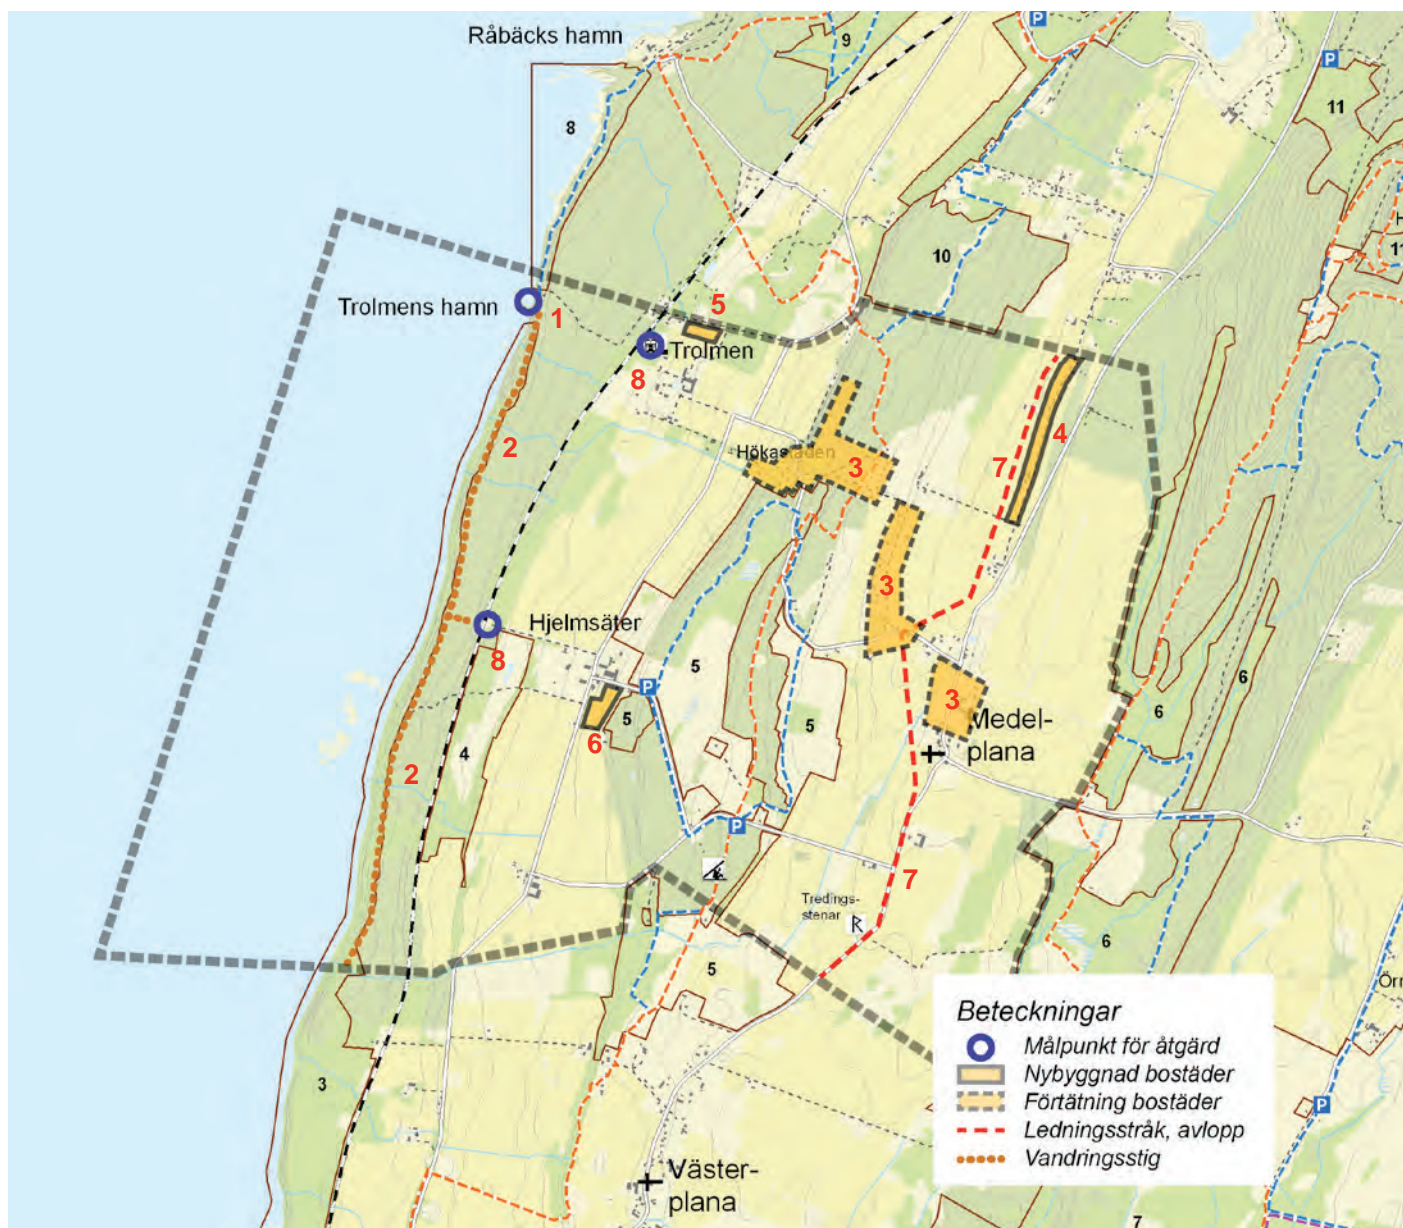 Råbäcks hamn
P
9
P
8
11
11
10
Trolmens hamn
1
5
Trolmen
8
2
4
3
7
3
Hjelmsäter
8
5
P
5
5
6
6
6
3
Medel-
plana
4
2
6
P
7
Tredings-
stenar
R
6
5
3
Väster-
plana
P
7
Beteckningar
Målpunkt för åtgärd
Nybyggnad bostäder
Förtätning bostäder
Ledningsstråk, avlopp
Vandringsstig